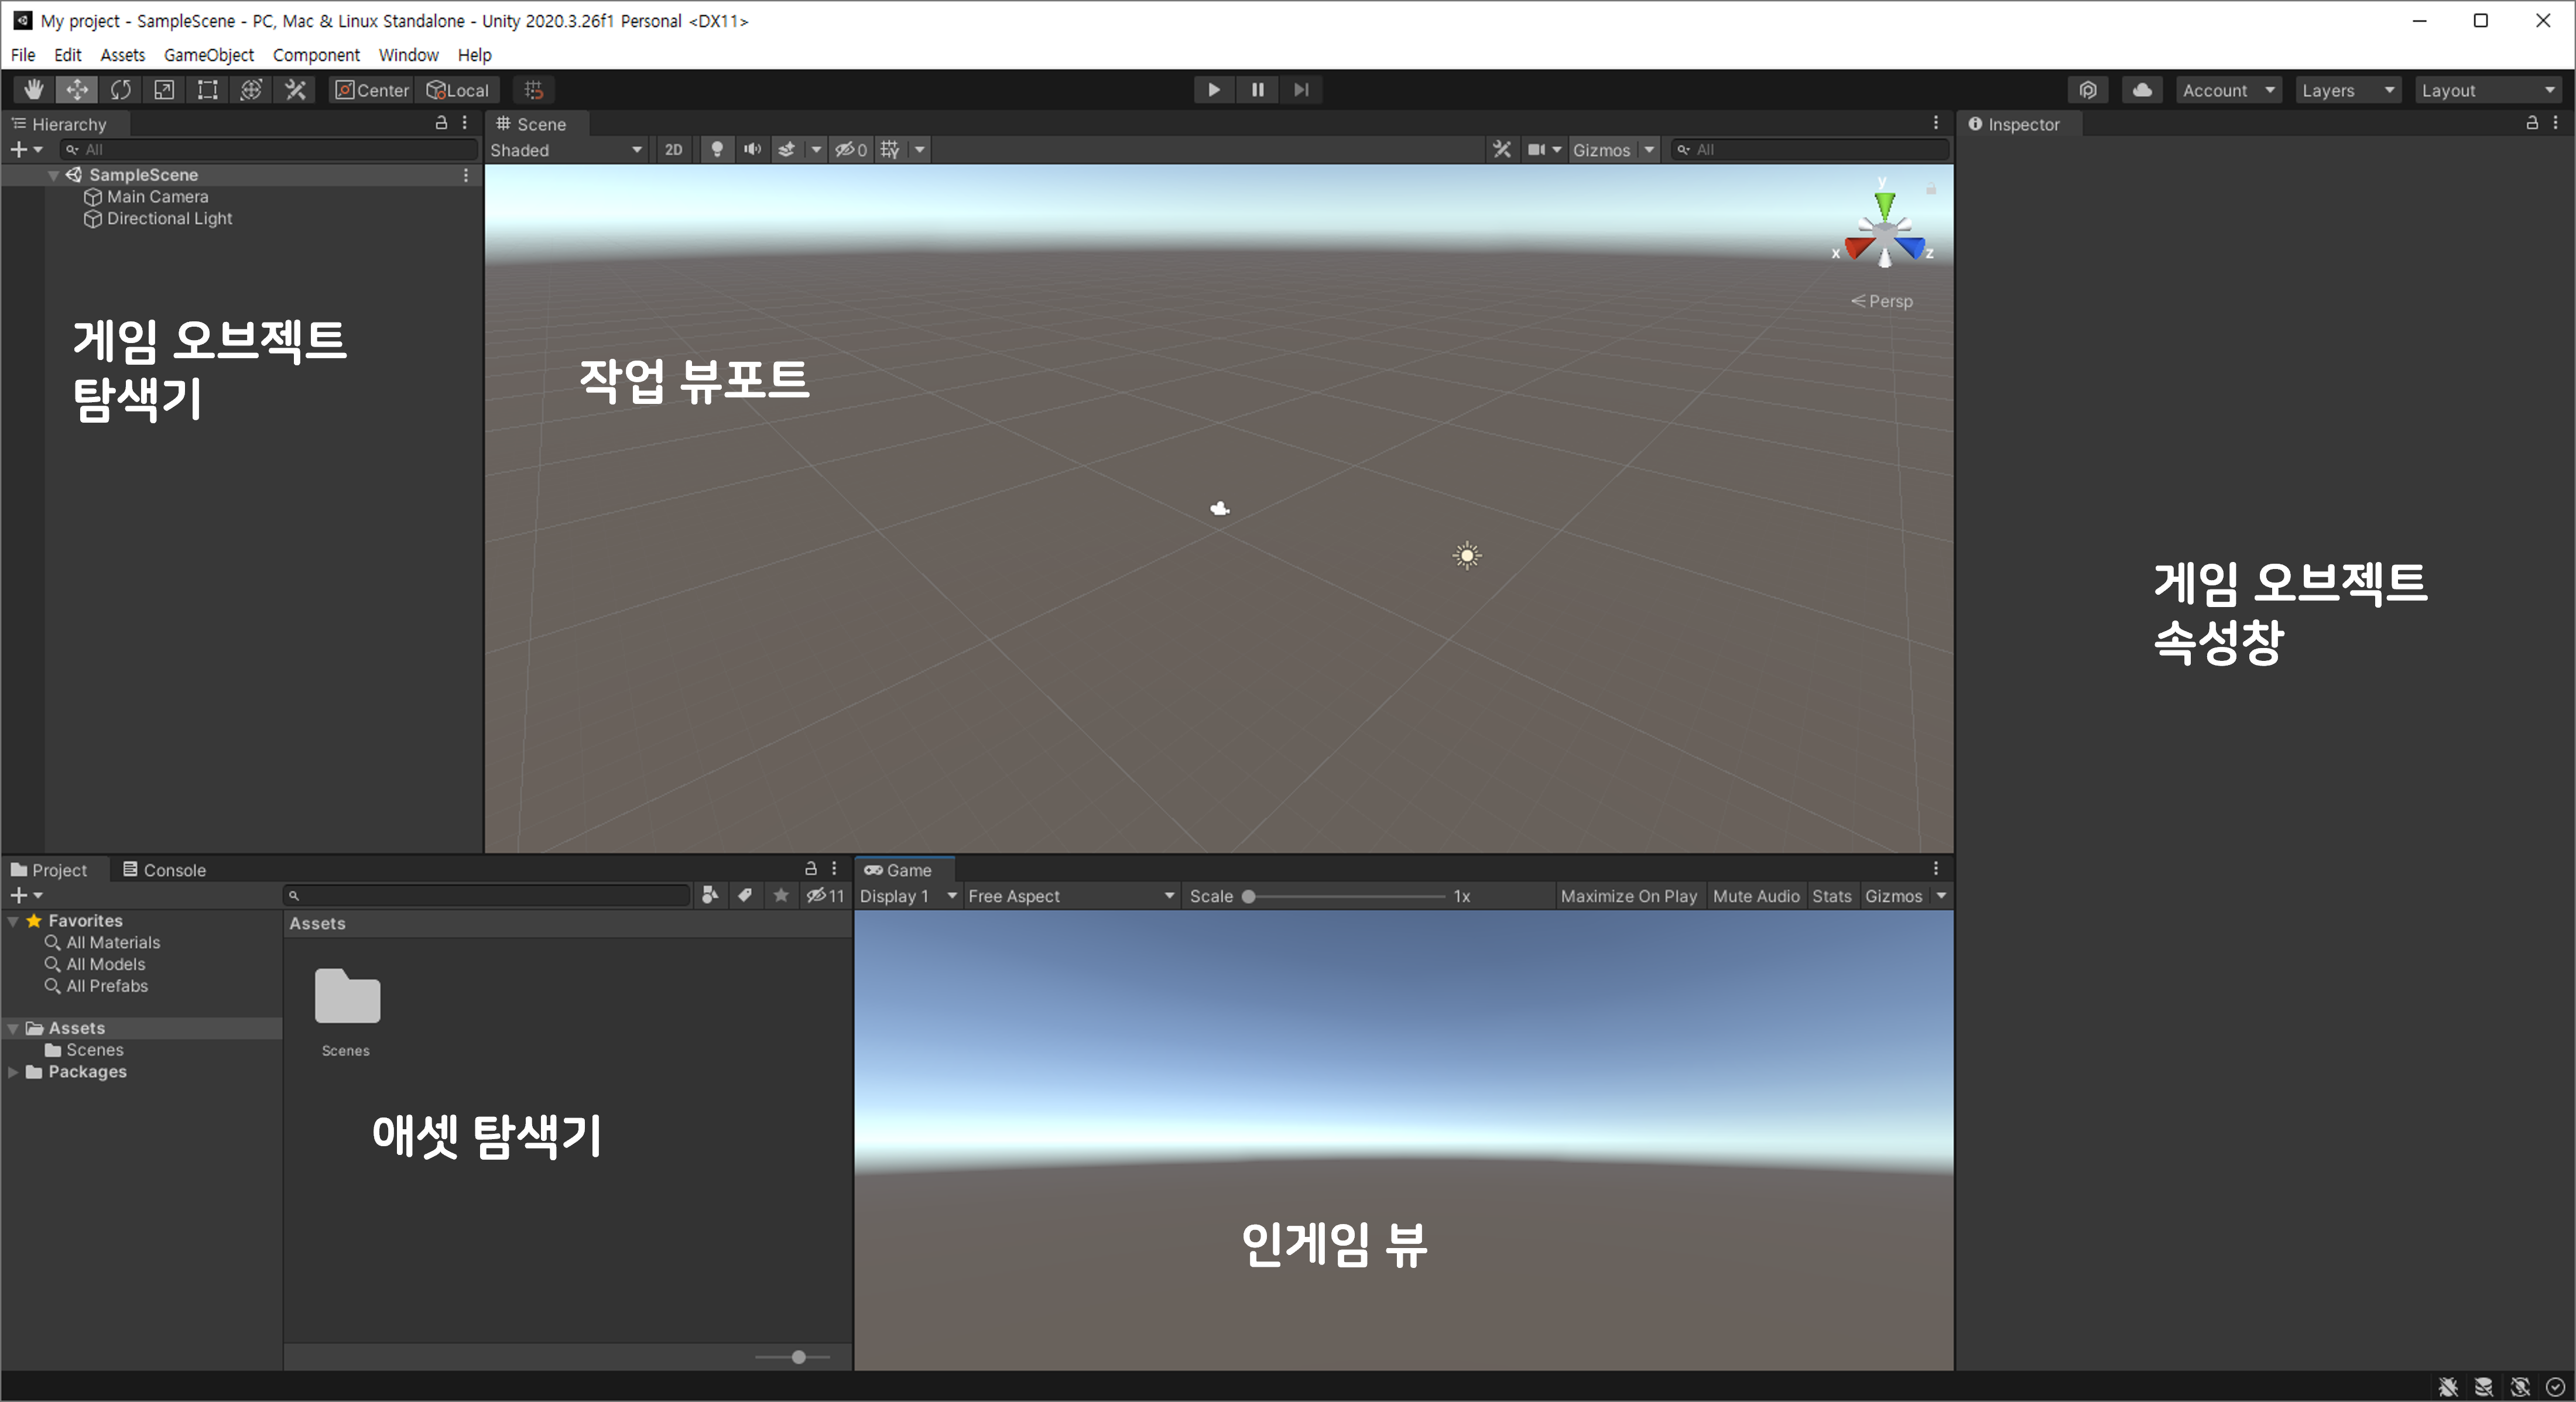 My project - SampleScene - PC, Mac & Linux Standalone - Unity 2020.3.26f1 Personal <DX11>
File Edit Assets GameObject Component Window Help
Center Local
Account Layers Layout
Hierarchy
All
SampleScene
Main Camera
Directional Light
게임 오브젝트
탐색기
Scene
Shaded 2D 0 Gizmos All
y
x z
Persp
작업 뷰포트
Inspector
게임 오브젝트
속성창
Project Console
11
Favorites
All Materials
All Models
All Prefabs
Assets
Scenes
Packages
Assets
Scenes
애셋 탐색기
Game
Display 1 Free Aspect Scale 1x Maximize On Play Mute Audio Stats Gizmos
인게임 뷰